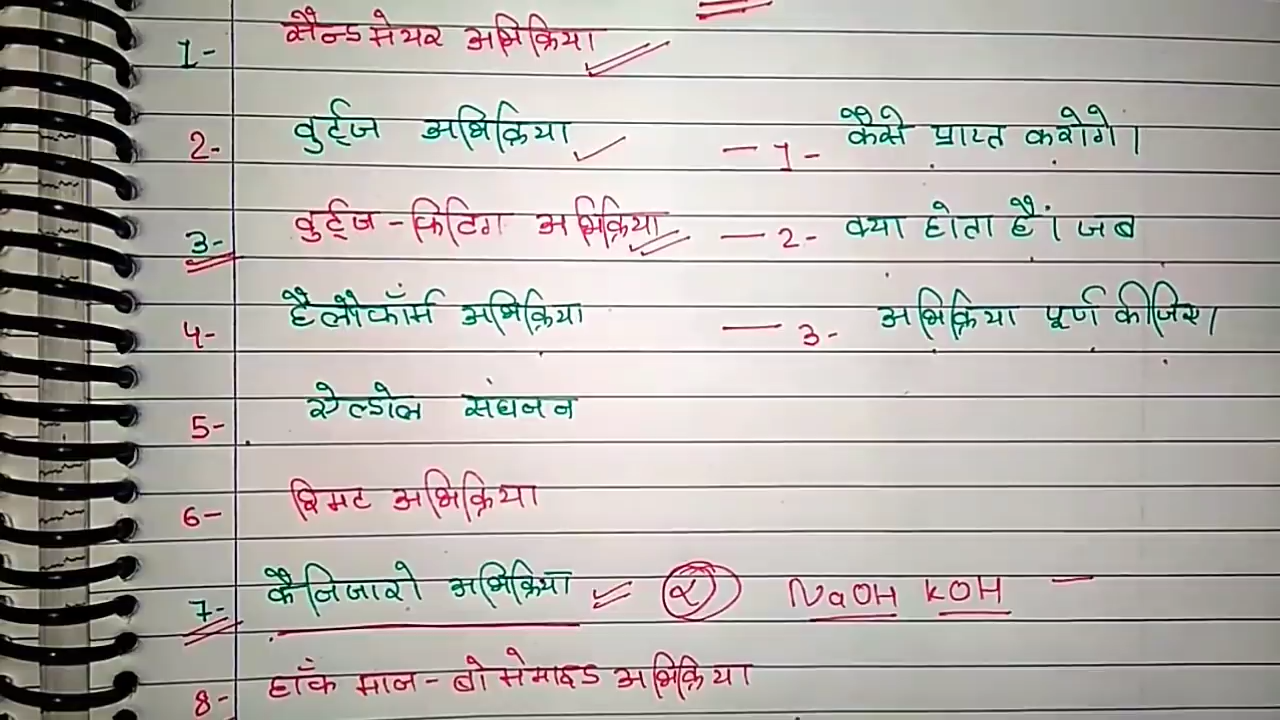 1- सैन्डमेयर अभिक्रिया
2- वुर्ट्ज अभिक्रिया — 1- कैसे प्राप्त करोगे।
3- वुर्ट्ज-फिटिग अभिक्रिया — 2- क्या होता है। जब
4- हैलोफॉर्म अभिक्रिया — 3- अभिक्रिया पूर्ण कीजिए।
5- एल्डोल संघनन
6- श्मिट अभिक्रिया
7- कैनिजारो अभिक्रिया NaOH KOH —
8- हॉफमान-ब्रोमेमाइड अभिक्रिया